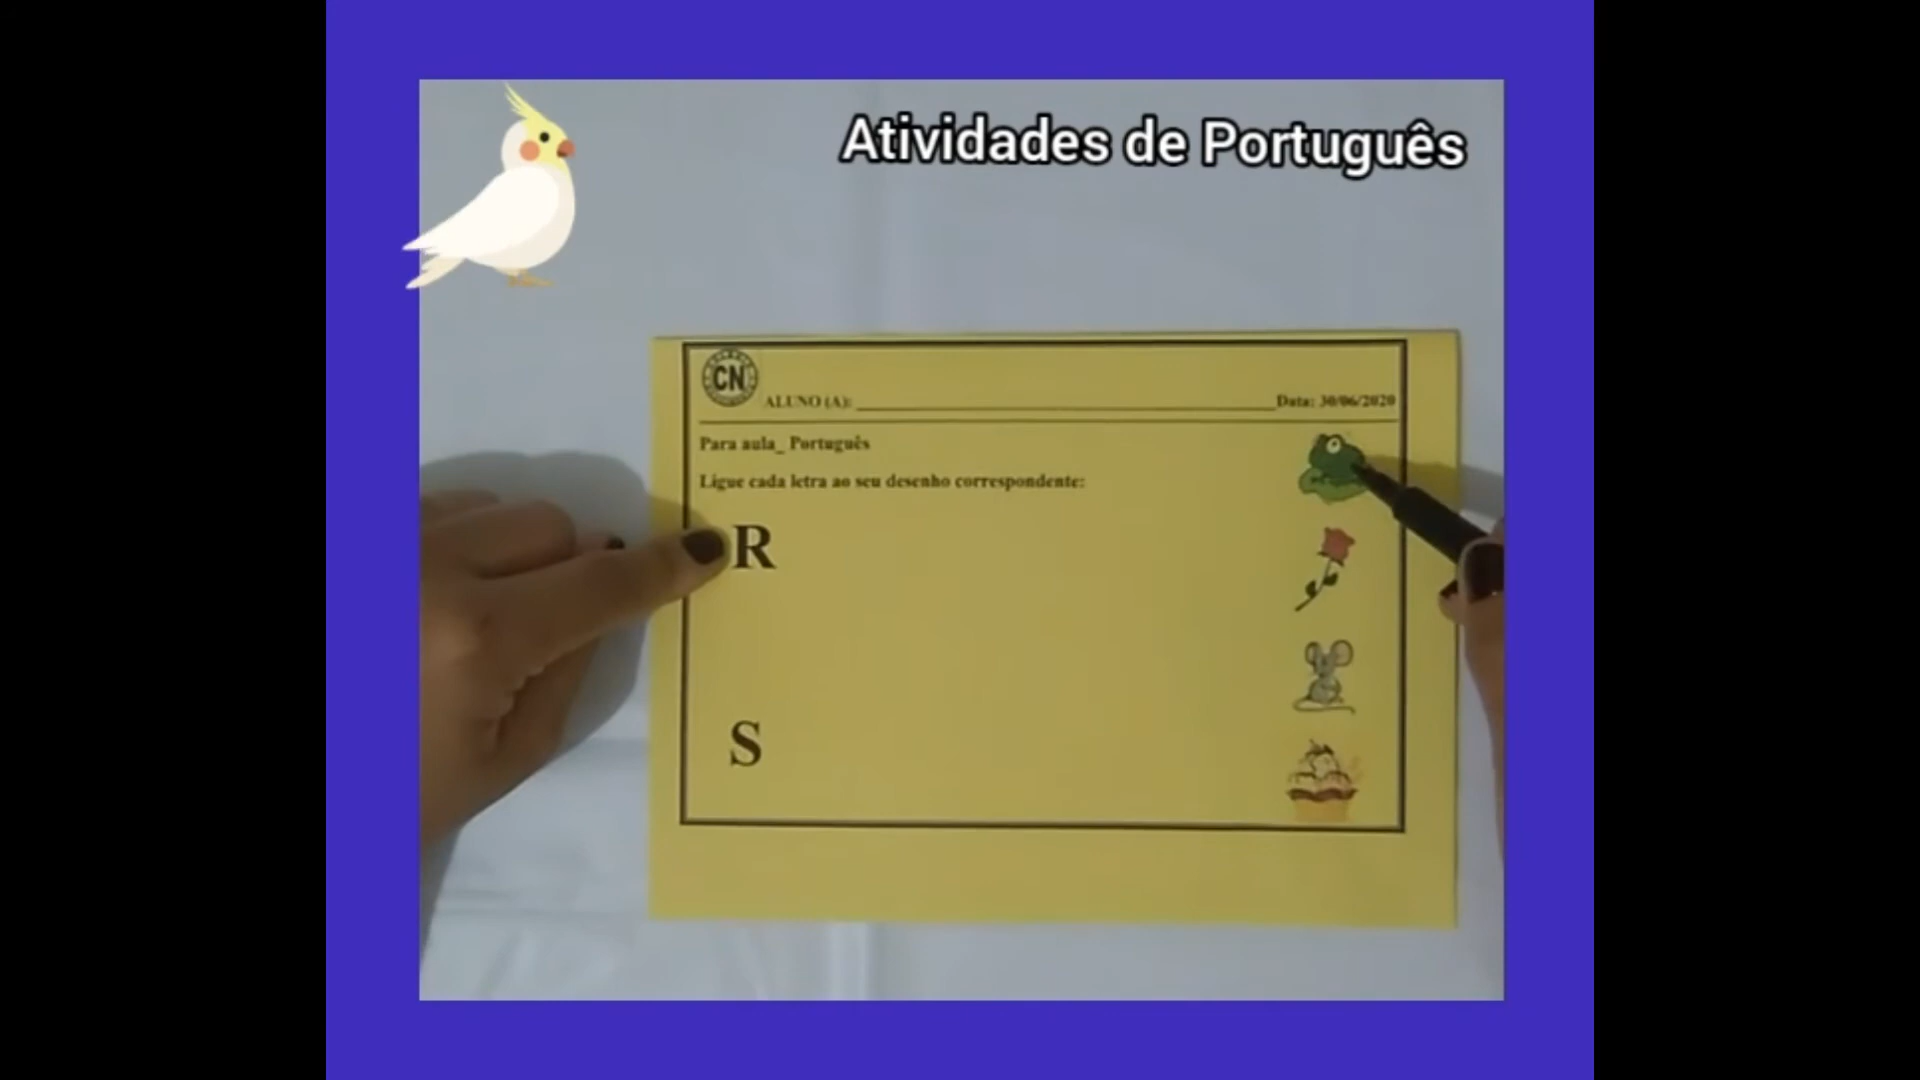 Atividades de Português
CN
ALUNO (A): Data: 30/06/2020
Para aula_ Português
Ligue cada letra ao seu desenho correspondente:
R
S